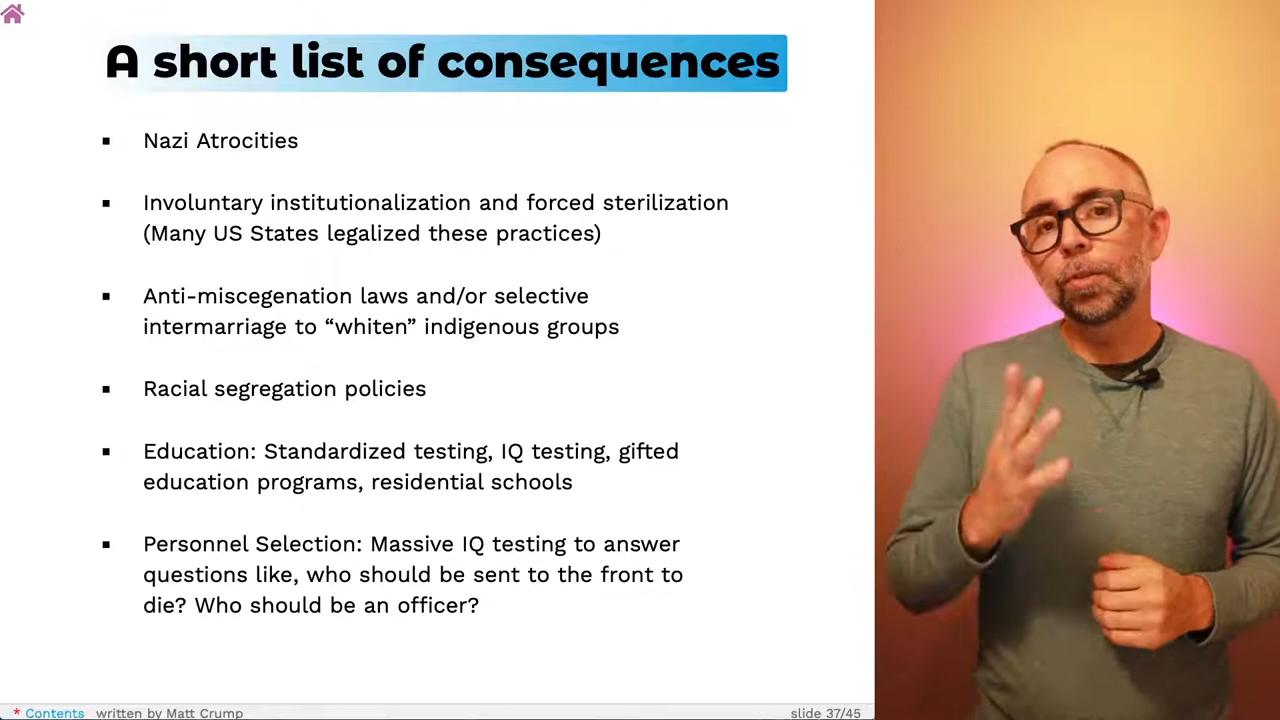 A short list of consequences
▪ Nazi Atrocities
▪ Involuntary institutionalization and forced sterilization
(Many US States legalized these practices)
▪ Anti-miscegenation laws and/or selective
intermarriage to “whiten” indigenous groups
▪ Racial segregation policies
▪ Education: Standardized testing, IQ testing, gifted
education programs, residential schools
▪ Personnel Selection: Massive IQ testing to answer
questions like, who should be sent to the front to
die? Who should be an officer?
* Contents written by Matt Crump slide 37/45